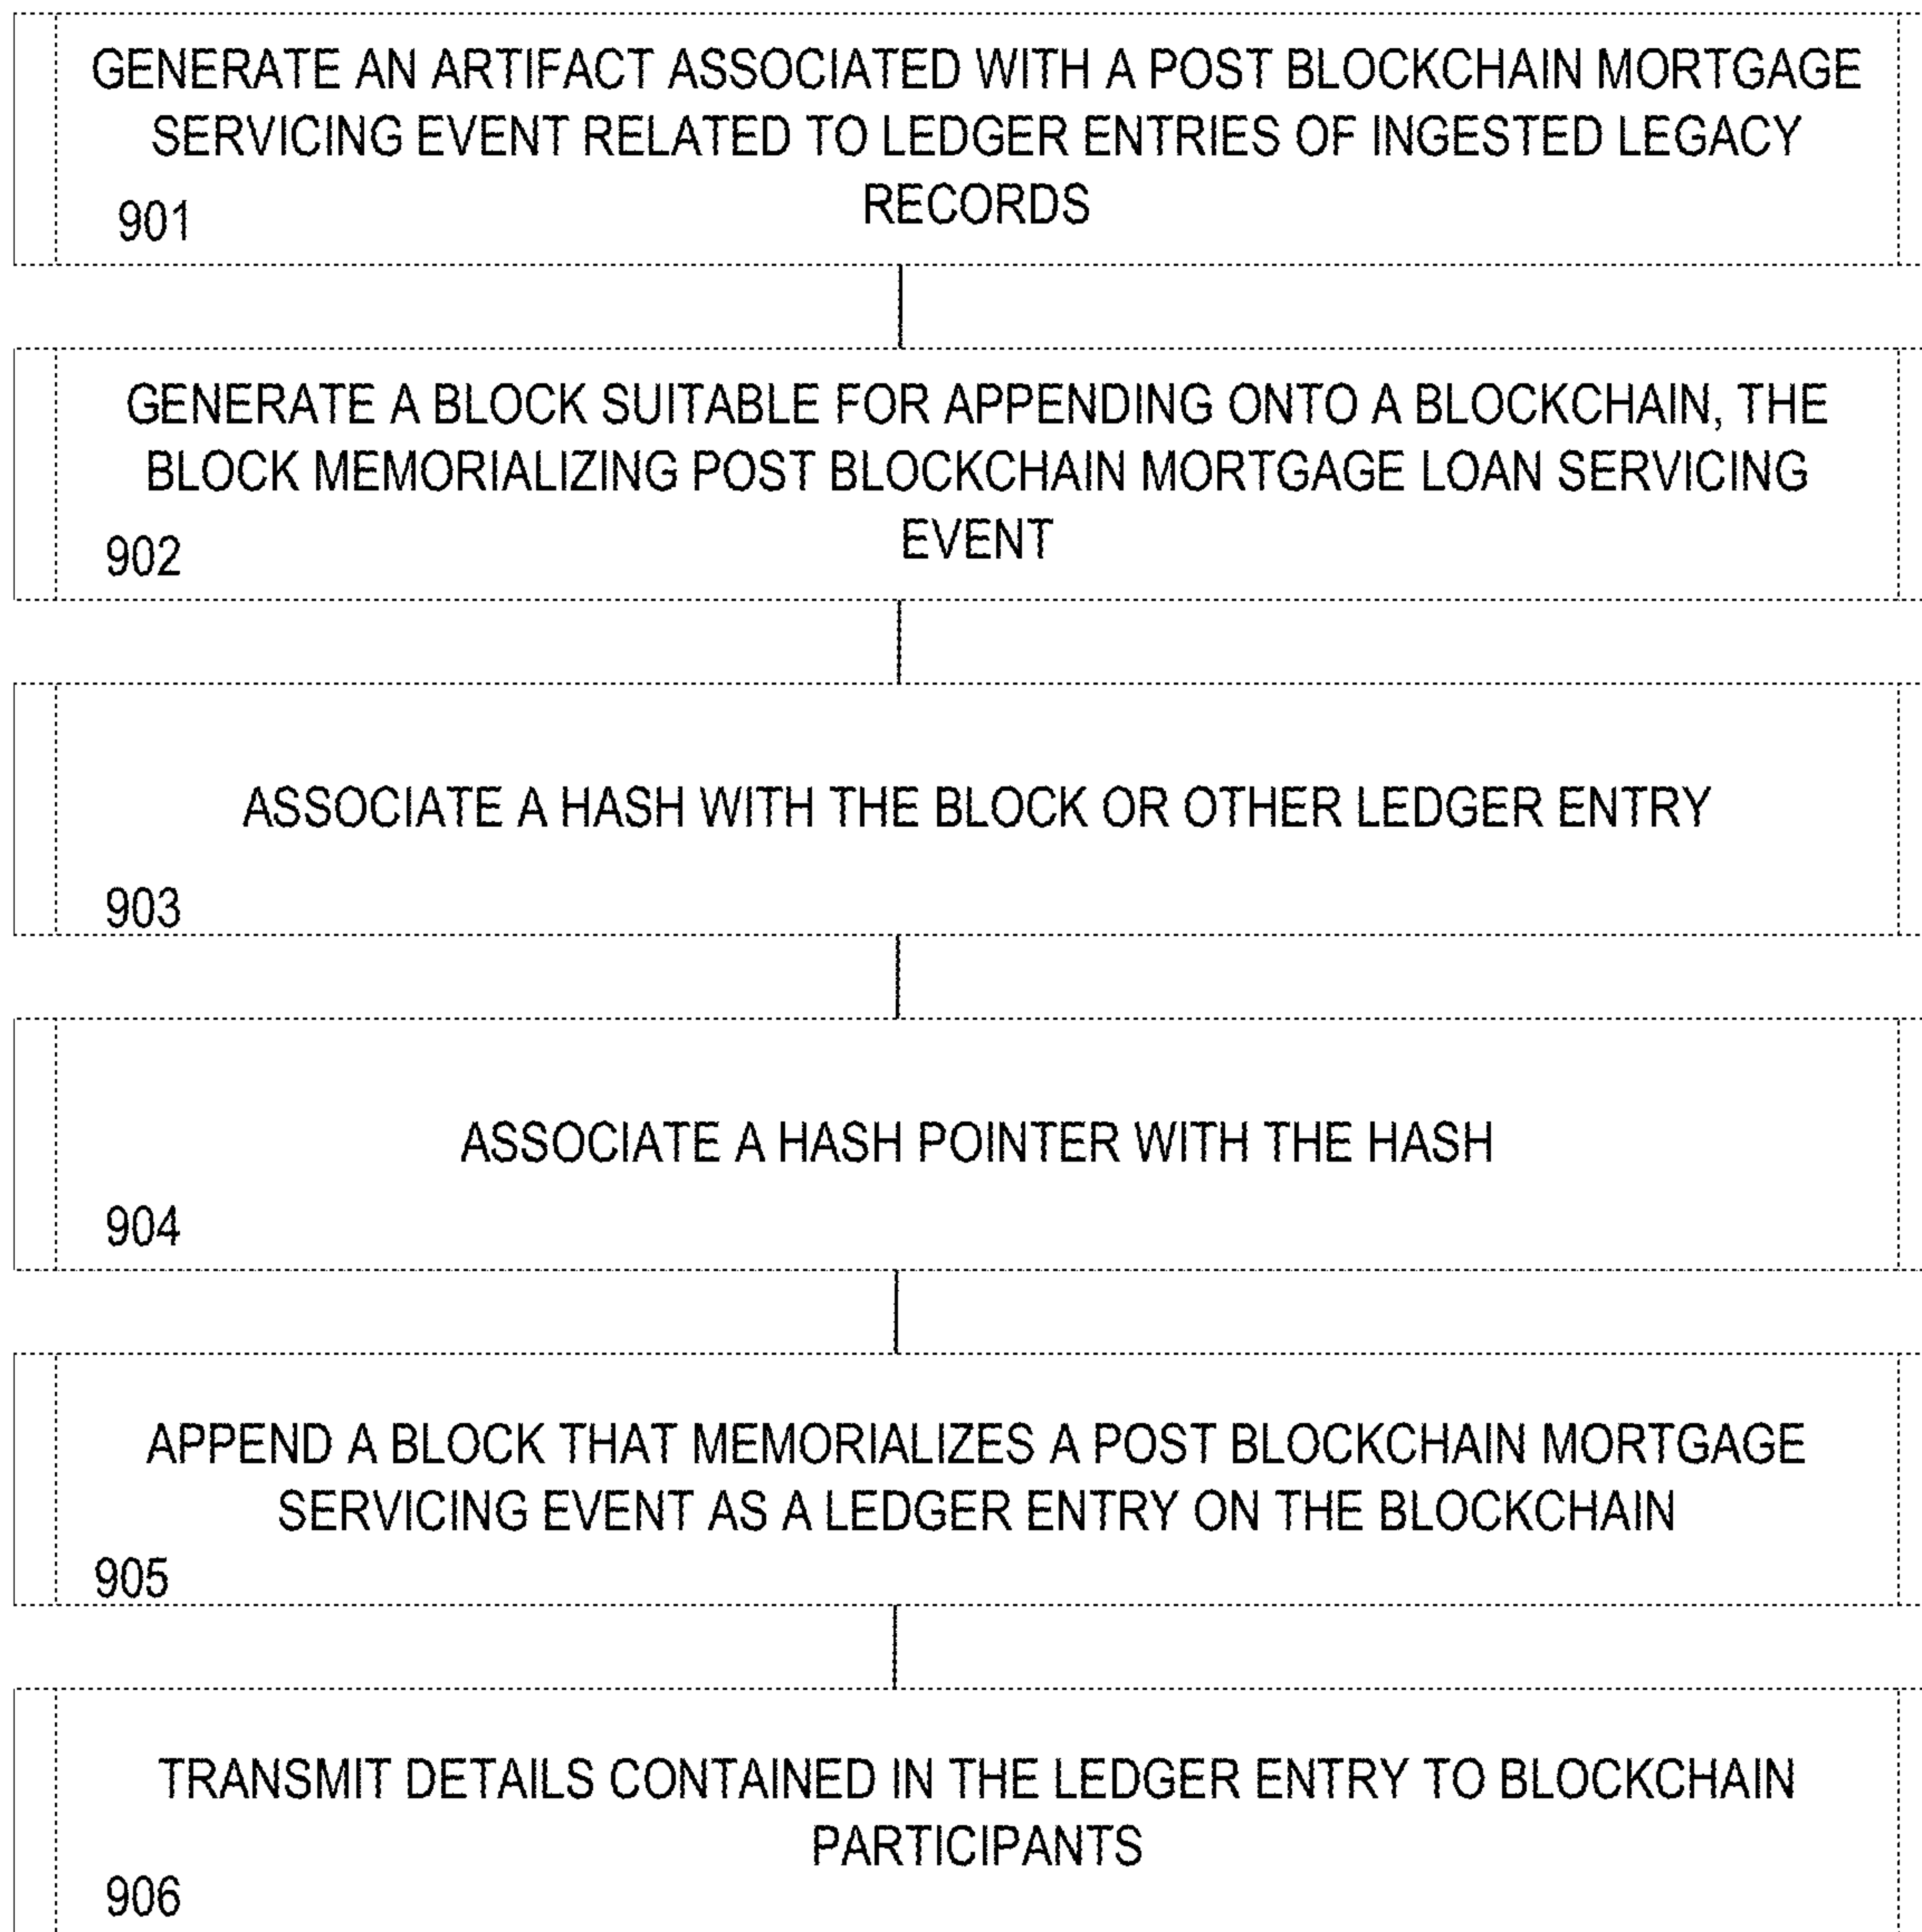 GENERATE AN ARTIFACT ASSOCIATED WITH A POST BLOCKCHAIN MORTGAGE
SERVICING EVENT RELATED TO LEDGER ENTRIES OF INGESTED LEGACY
RECORDS
901
GENERATE A BLOCK SUITABLE FOR APPENDING ONTO A BLOCKCHAIN, THE
BLOCK MEMORIALIZING POST BLOCKCHAIN MORTGAGE LOAN SERVICING
EVENT
902
ASSOCIATE A HASH WITH THE BLOCK OR OTHER LEDGER ENTRY
903
ASSOCIATE A HASH POINTER WITH THE HASH
904
APPEND A BLOCK THAT MEMORIALIZES A POST BLOCKCHAIN MORTGAGE
SERVICING EVENT AS A LEDGER ENTRY ON THE BLOCKCHAIN
905
TRANSMIT DETAILS CONTAINED IN THE LEDGER ENTRY TO BLOCKCHAIN
PARTICIPANTS
906